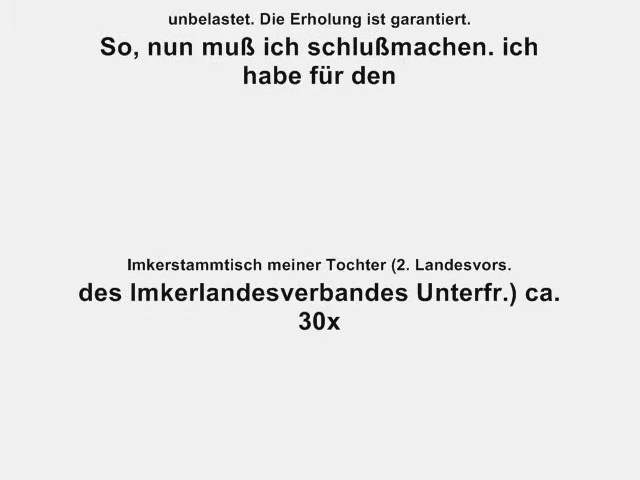 unbelastet. Die Erholung ist garantiert.
So, nun muß ich schlußmachen. ich
habe für den
Imkerstammtisch meiner Tochter (2. Landesvors.
des Imkerlandesverbandes Unterfr.) ca.
30x